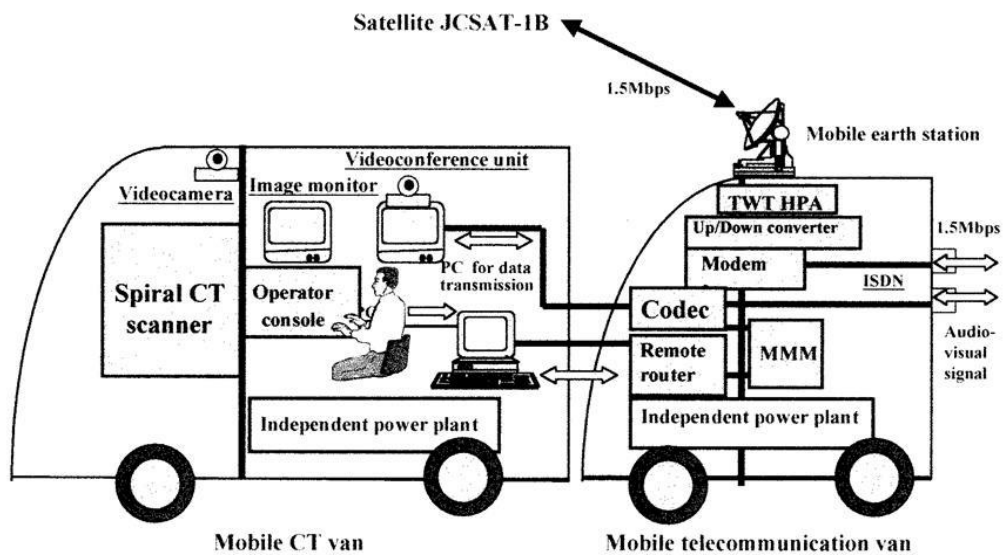 Satellite JCSAT-1B
1.5Mbps
Mobile earth station
Videoconference unit
Videocamera
Image monitor
TWT HPA
Up/Down converter
1.5Mbps
Modem
PC for data
transmission
ISDN
Spiral CT
scanner
Operator
console
Codec
Audio-
visual
signal
Remote
router
MMM
Independent power plant
Independent power plant
Mobile CT van
Mobile telecommunication van